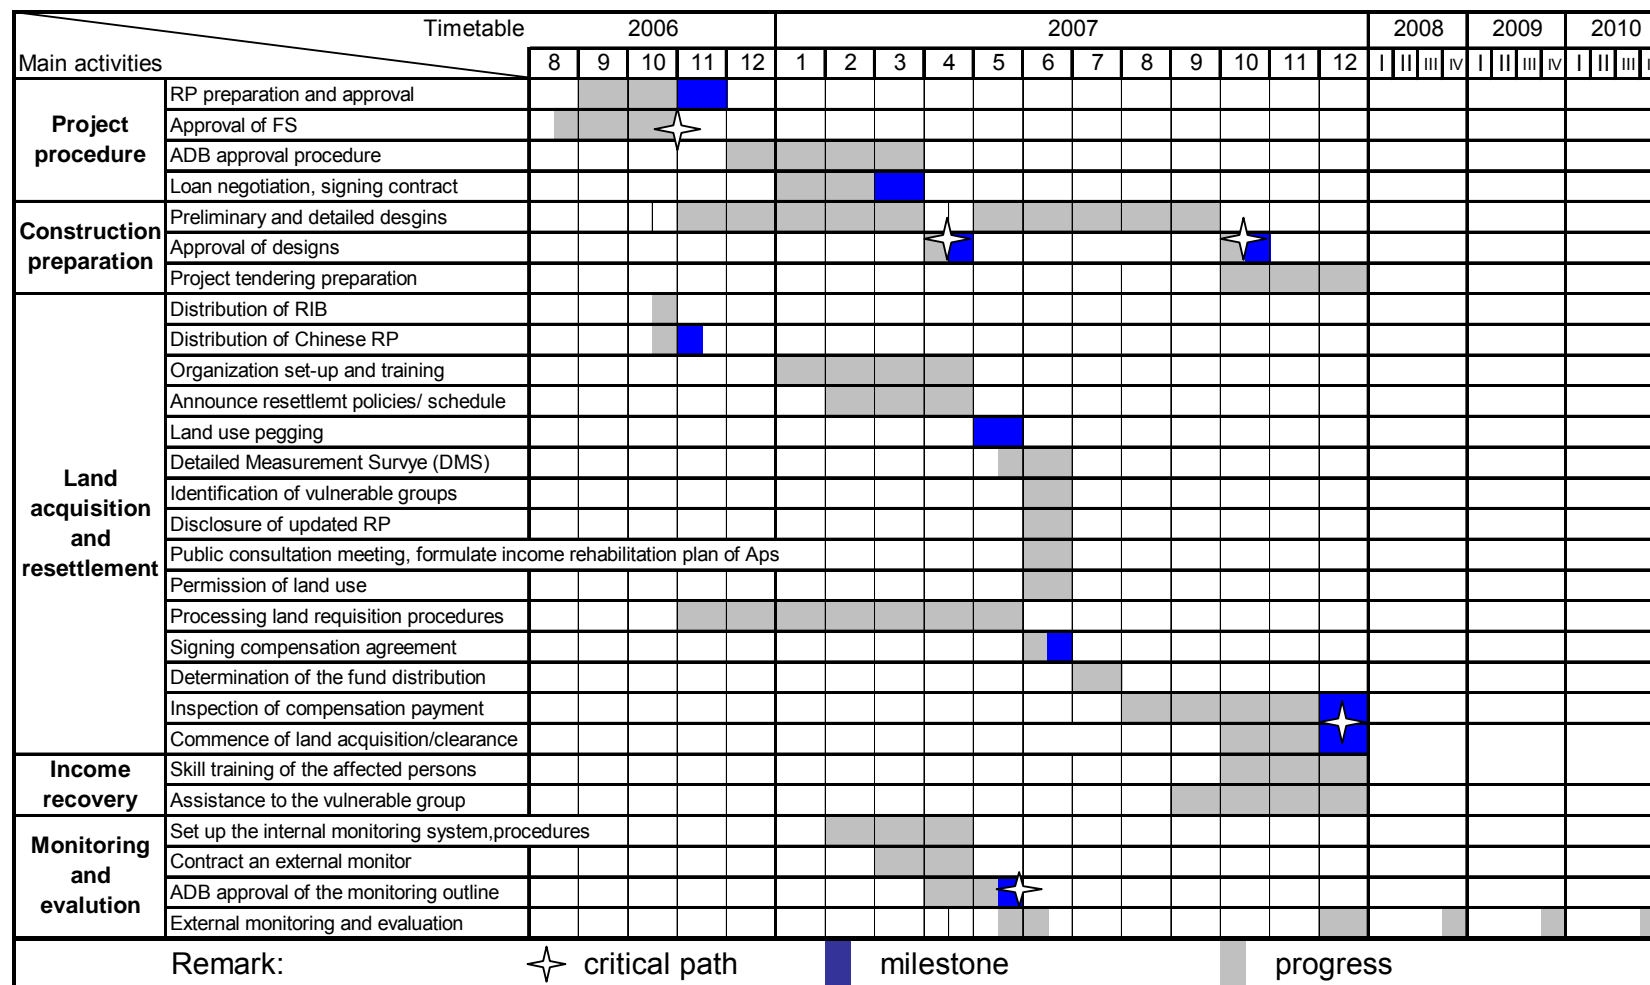 Timetable 2006 2007 2008 2009 2010
Main activities 8 9 10 11 12 1 2 3 4 5 6 7 8 9 10 11 12 I II III IV I II III IV I II III
Project procedure
RP preparation and approval
Approval of FS
ADB approval procedure
Loan negotiation, signing contract
Construction preparation
Preliminary and detailed desgins
Approval of designs
Project tendering preparation
Land acquisition and resettlement
Distribution of RIB
Distribution of Chinese RP
Organization set-up and training
Announce resettlemt policies/ schedule
Land use pegging
Detailed Measurement Survye (DMS)
Identification of vulnerable groups
Disclosure of updated RP
Public consultation meeting, formulate income rehabilitation plan of Aps
Permission of land use
Processing land requisition procedures
Signing compensation agreement
Determination of the fund distribution
Inspection of compensation payment
Commence of land acquisition/clearance
Income recovery
Skill training of the affected persons
Assistance to the vulnerable group
Monitoring and evalution
Set up the internal monitoring system,procedures
Contract an external monitor
ADB approval of the monitoring outline
External monitoring and evaluation
Remark: critical path milestone progress